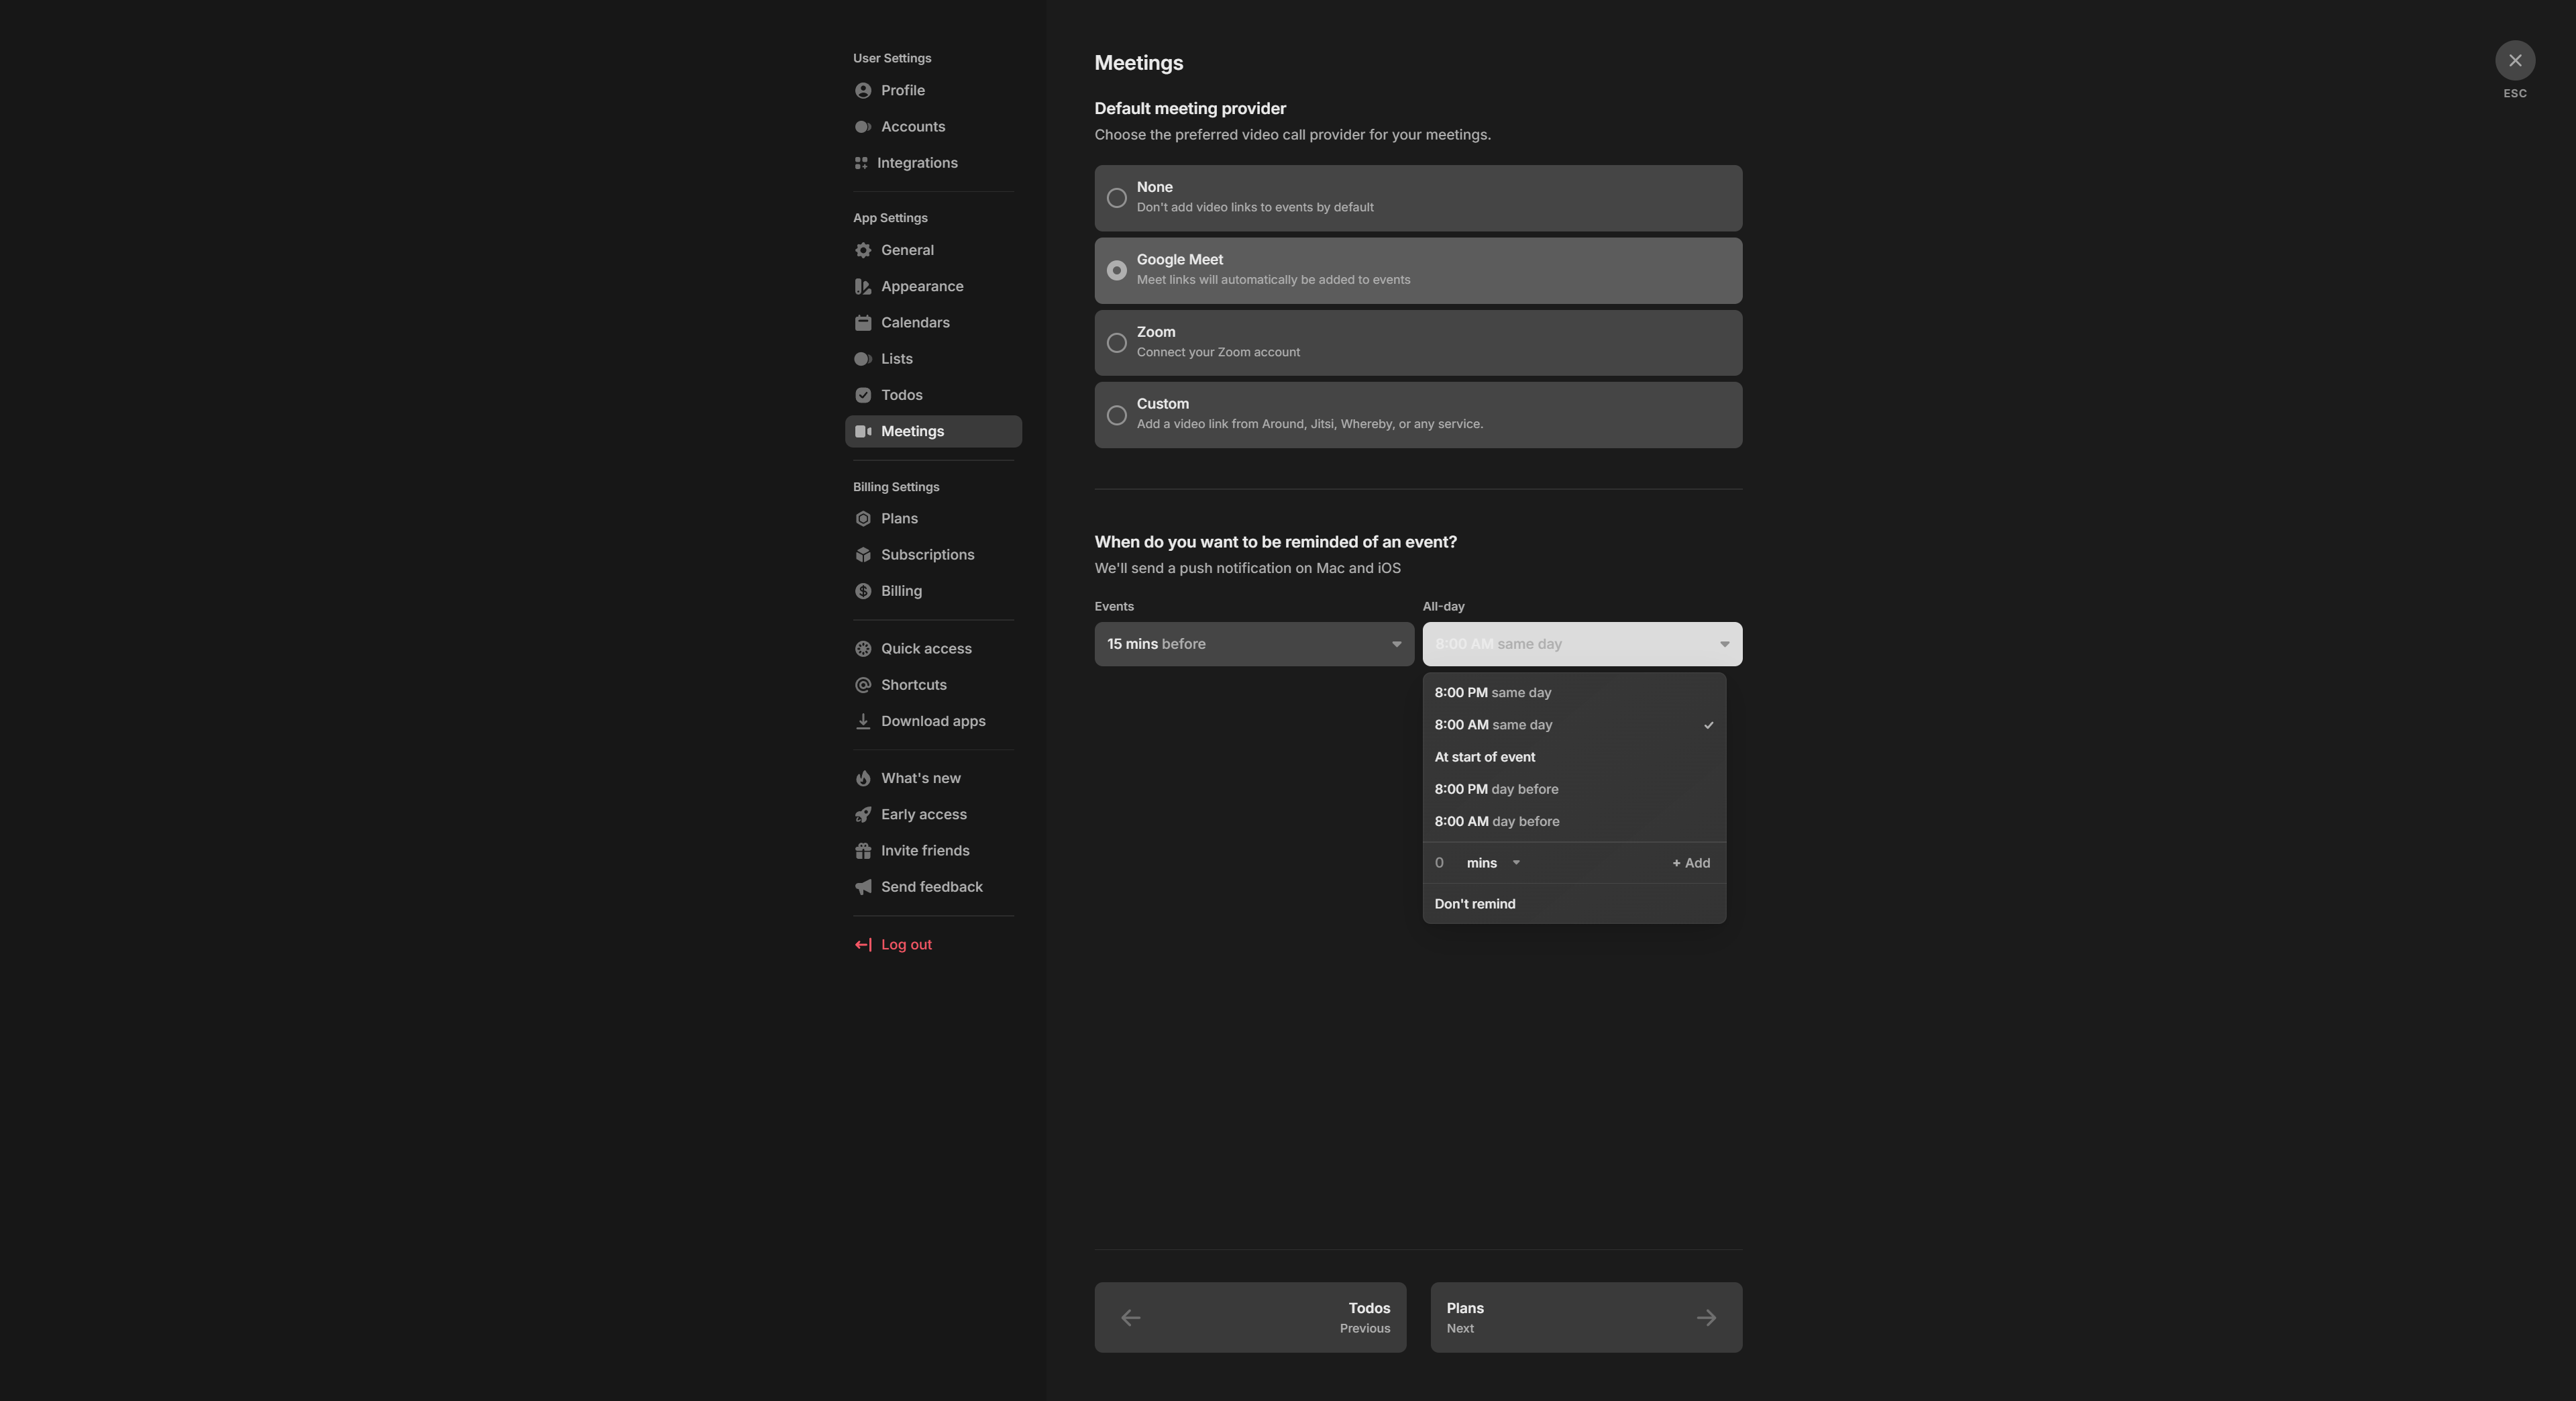 User Settings
Profile
Accounts
Integrations
App Settings
General
Appearance
Calendars
Lists
Todos
Meetings
Billing Settings
Plans
Subscriptions
Billing
Quick access
Shortcuts
Download apps
What's new
Early access
Invite friends
Send feedback
Log out
Meetings
Default meeting provider
Choose the preferred video call provider for your meetings.
None
Don't add video links to events by default
Google Meet
Meet links will automatically be added to events
Zoom
Connect your Zoom account
Custom
Add a video link from Around, Jitsi, Whereby, or any service.
When do you want to be reminded of an event?
We'll send a push notification on Mac and iOS
Events
15 mins before
All-day
8:00 AM same day
8:00 PM same day
8:00 AM same day
At start of event
8:00 PM day before
8:00 AM day before
0 mins + Add
Don't remind
Todos
Previous
Plans
Next
ESC